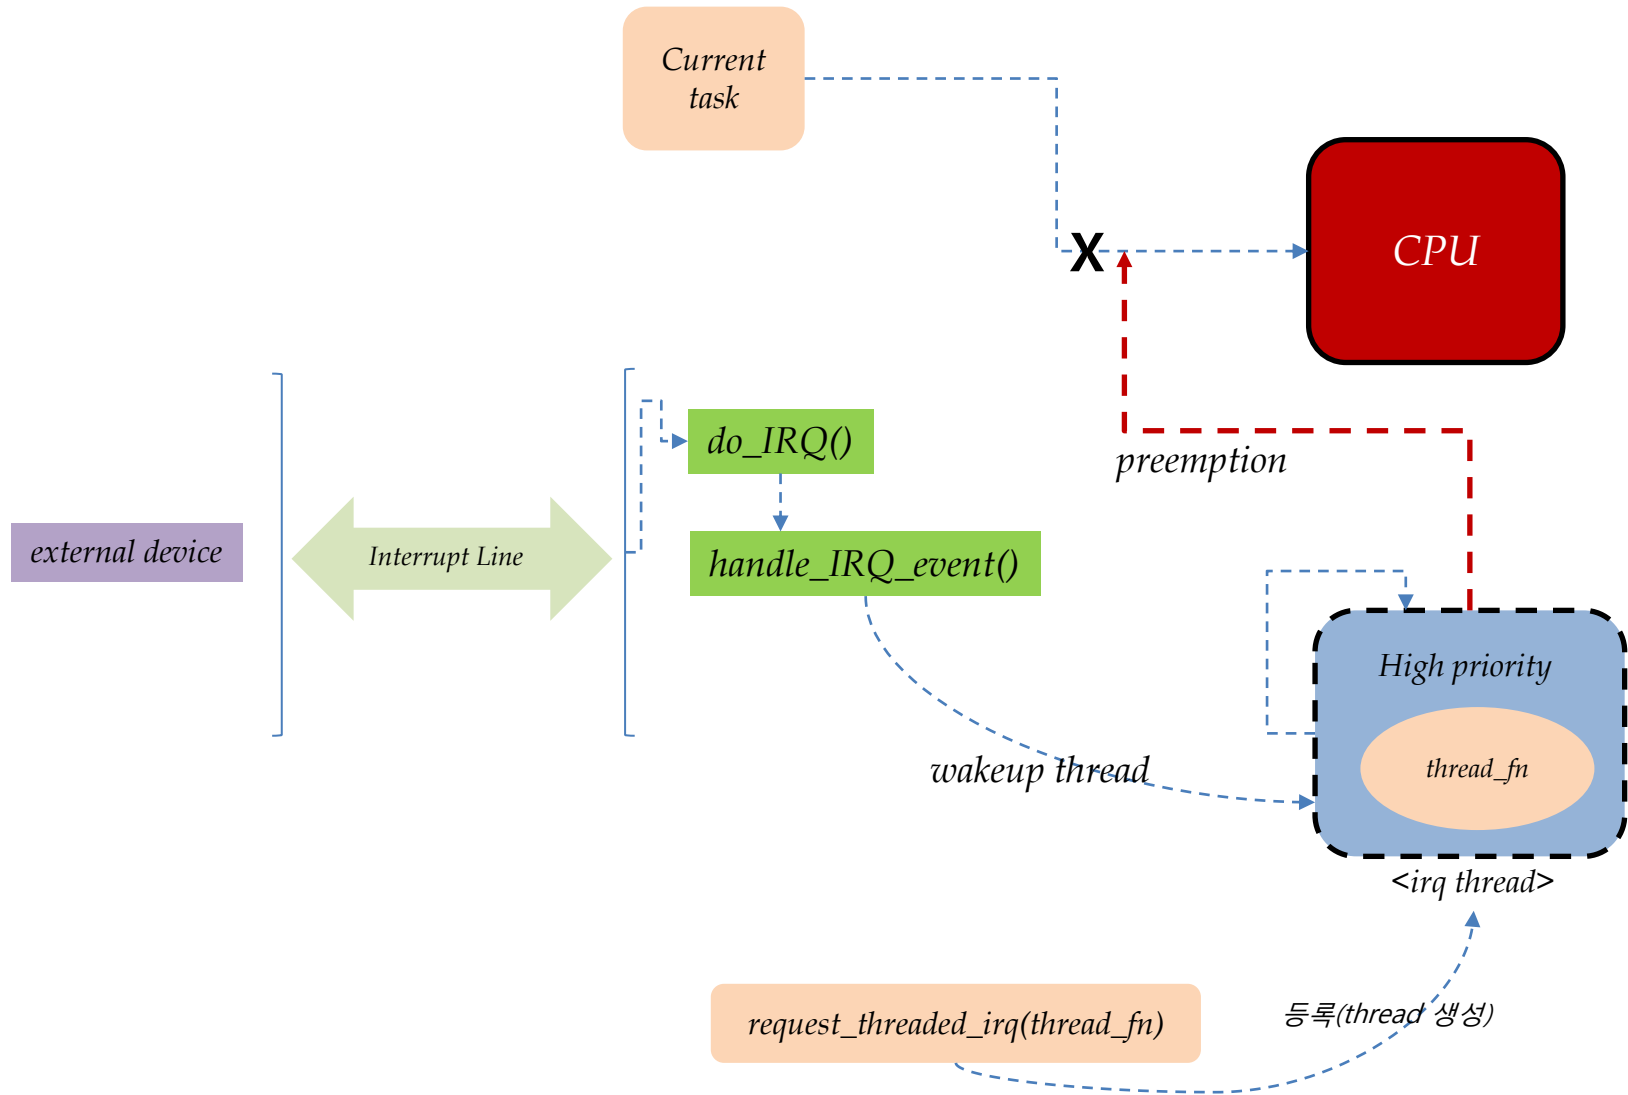 Current
task
CPU
X
do_IRQ()
preemption
external device
Interrupt Line
handle_IRQ_event()
High priority
wakeup thread
thread_fn
<irq thread>
request_threaded_irq(thread_fn)
등록(thread 생성)